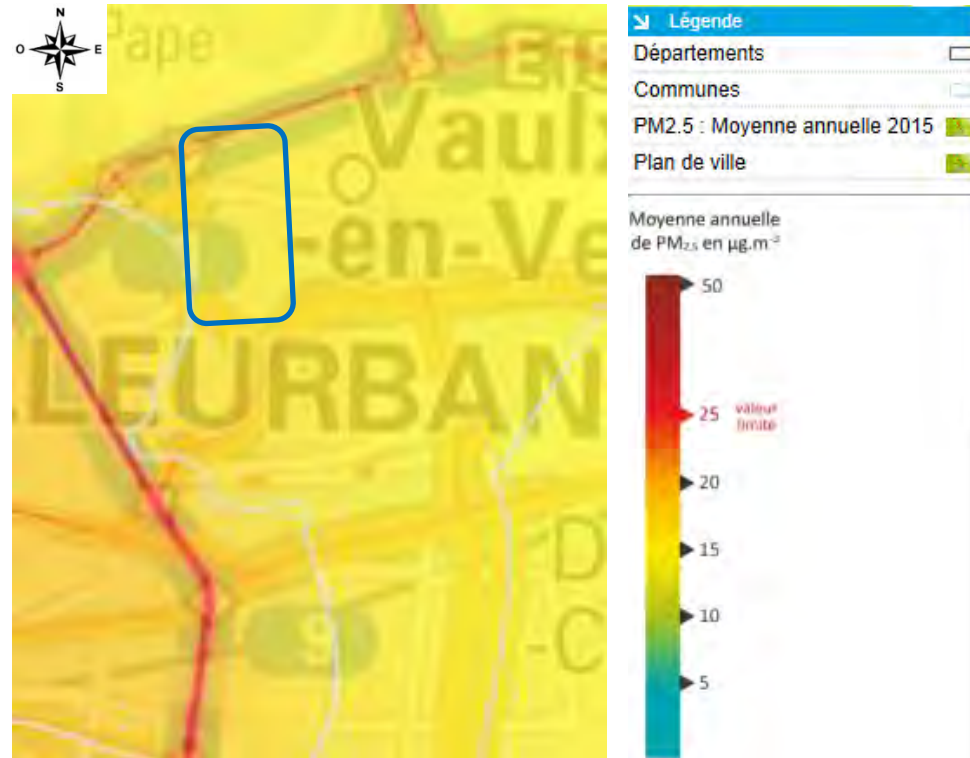 N
O
E
S
Pape
Vaulx
-en-Ve
LEURBAN
-D
-C
9
Légende
Départements
Communes
PM2.5 : Moyenne annuelle 2015
Plan de ville
Moyenne annuelle
de PM2.5 en µg.m⁻³
50
25 valeur
limite
20
15
10
5